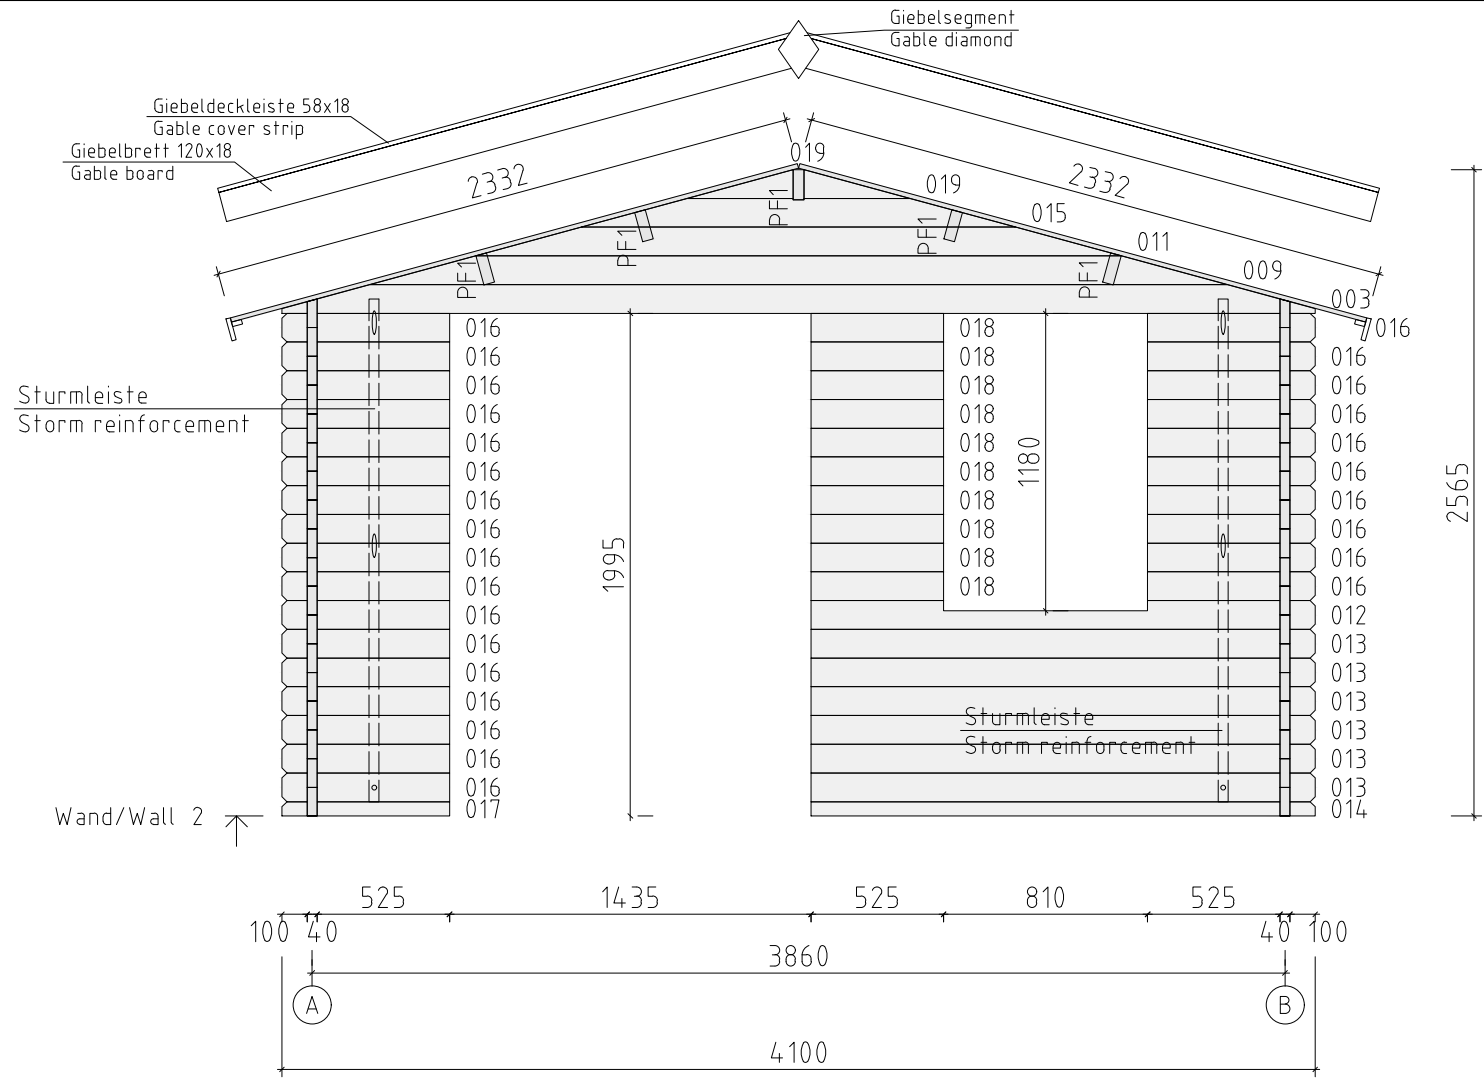 Giebelsegment
Gable diamond
Giebeldeckleiste 58x18
Gable cover strip
Giebelbrett 120x18
Gable board
019
2332
2332
019
PF1
015
PF1
PF1
011
PF1
PF1
009
003
016 018 016
016 018 016
016 018 016
016 018 016
016 018 016
016 018 016
016 018 016
016 018 016
016 018 016
016 018 016
016 012
016 013
016 013
016 013
016 013
016 013
016 013
017 014
Sturmleiste
Storm reinforcement
1180
2565
1995
Sturmleiste
Storm reinforcement
Wand/Wall 2
525 1435 525 810 525
100 40 40 100
3860
A B
4100